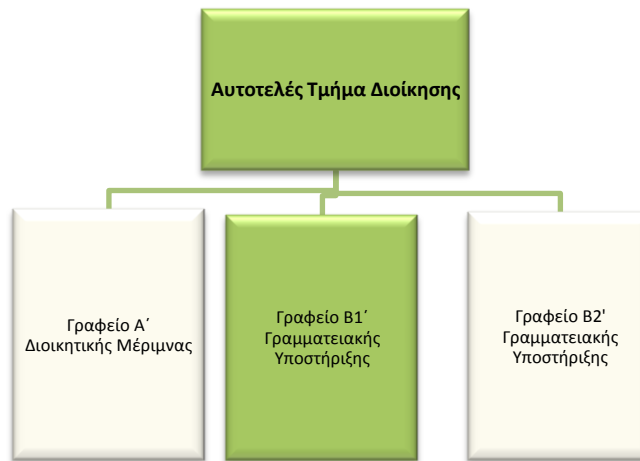 Αυτοτελές Τμήμα Διοίκησης
Γραφείο Α΄
Διοικητικής Μέριμνας
Γραφείο Β1΄
Γραμματειακής
Υποστήριξης
Γραφείο Β2'
Γραμματειακής
Υποστήριξης